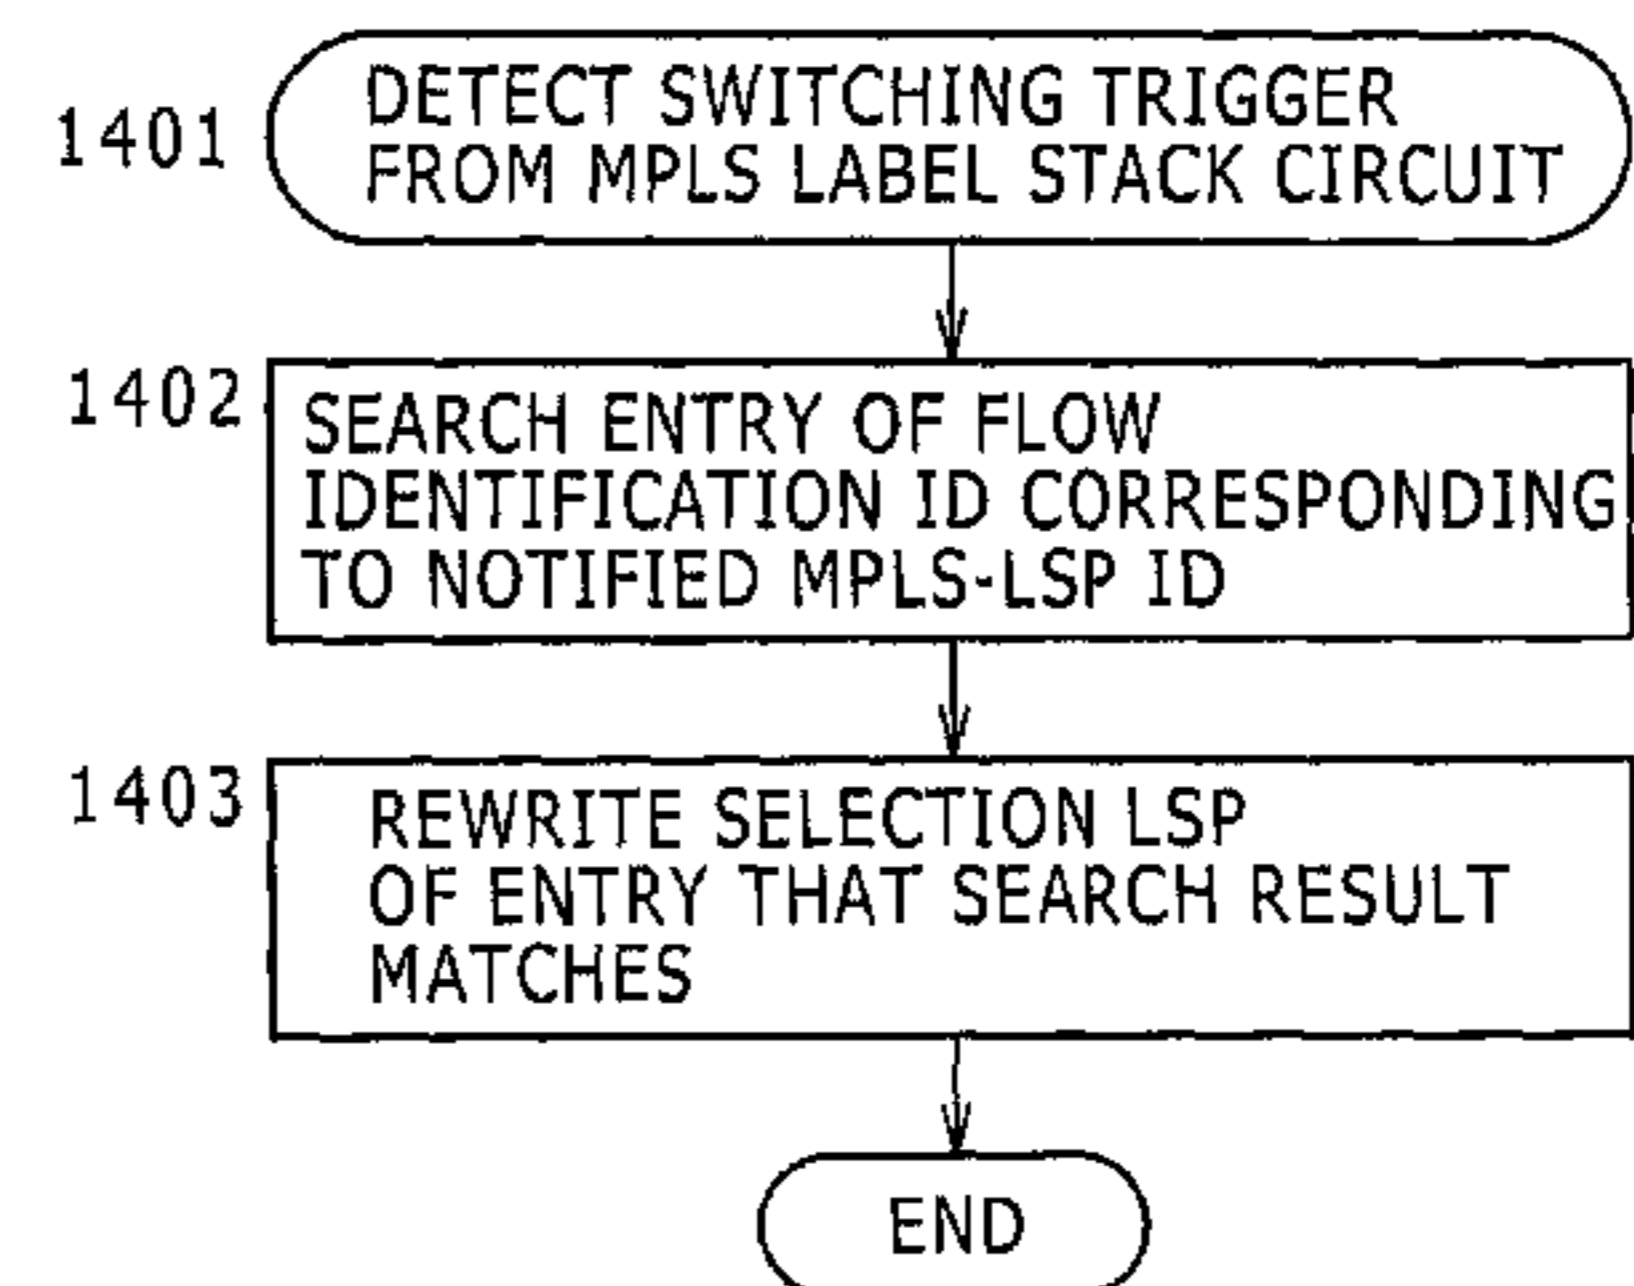 1401
DETECT SWITCHING TRIGGER
FROM MPLS LABEL STACK CIRCUIT
1402
SEARCH ENTRY OF FLOW
IDENTIFICATION ID CORRESPONDING
TO NOTIFIED MPLS-LSP ID
1403
REWRITE SELECTION LSP
OF ENTRY THAT SEARCH RESULT
MATCHES
END